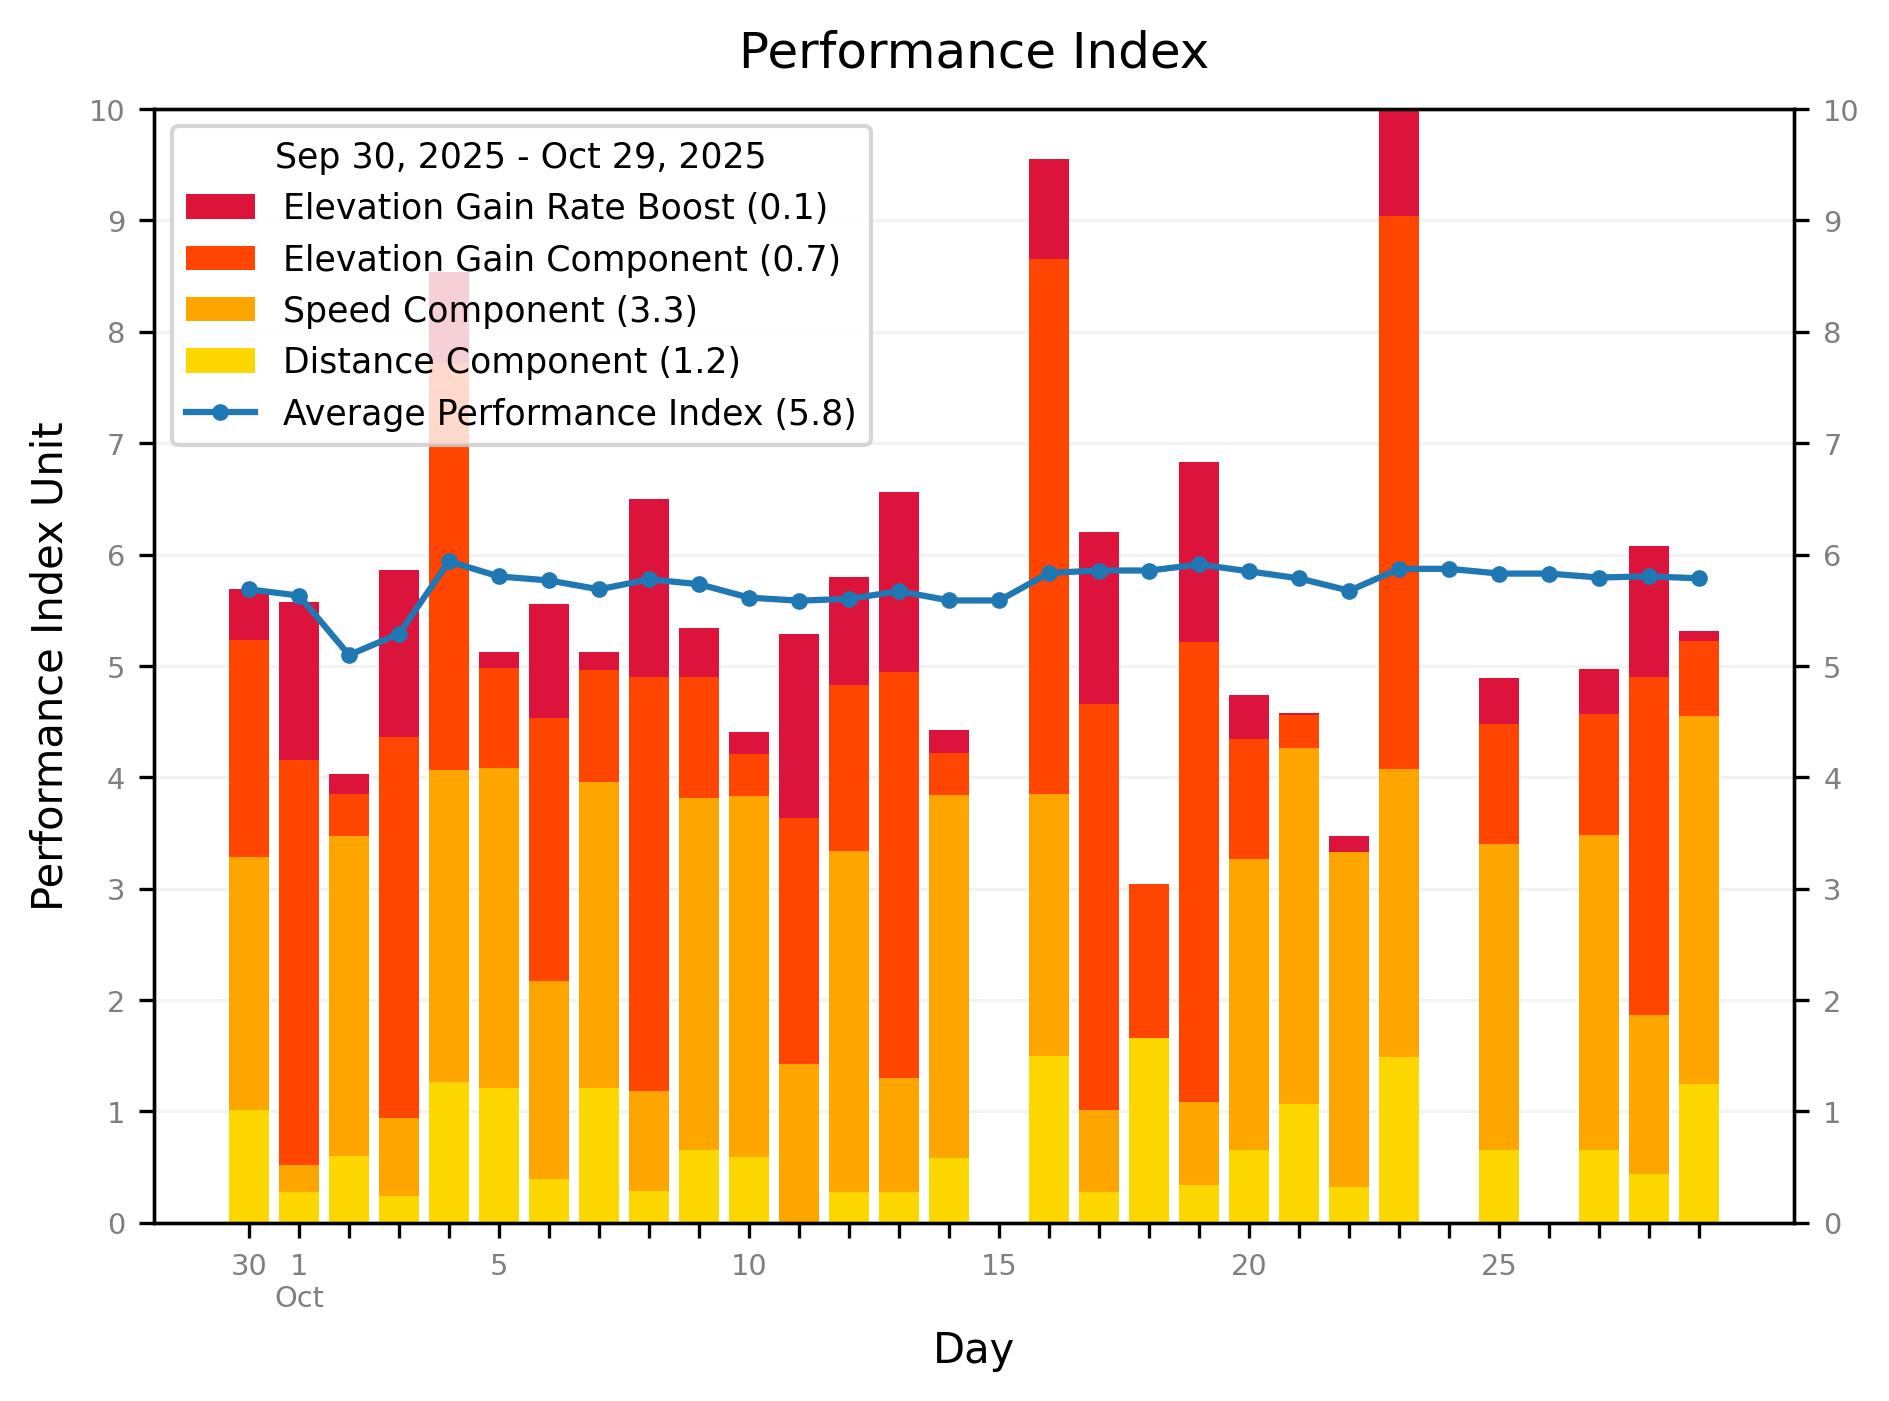 Performance Index
Sep 30, 2025 - Oct 29, 2025
Elevation Gain Rate Boost (0.1)
Elevation Gain Component (0.7)
Speed Component (3.3)
Distance Component (1.2)
Average Performance Index (5.8)
Performance Index Unit
10
9
8
7
6
5
4
3
2
1
0
10
9
8
7
6
5
4
3
2
1
0
30 1 5 10 15 20 25
Oct
Day